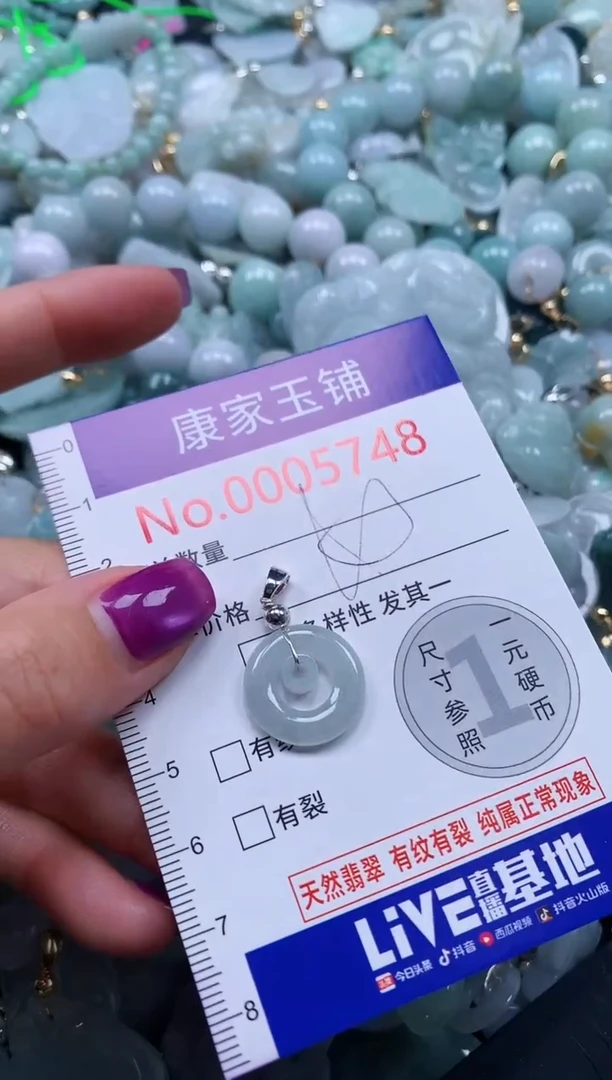 康家玉铺
No.0005748
数量
价格
多样性 发其一
有纹
有裂
一元硬币
尺寸参照
1
天然翡翠 有纹有裂 纯属正常现象
LiVE直播基地
今日头条 抖音 西瓜视频 抖音火山版
0
1
2
4
5
6
7
8